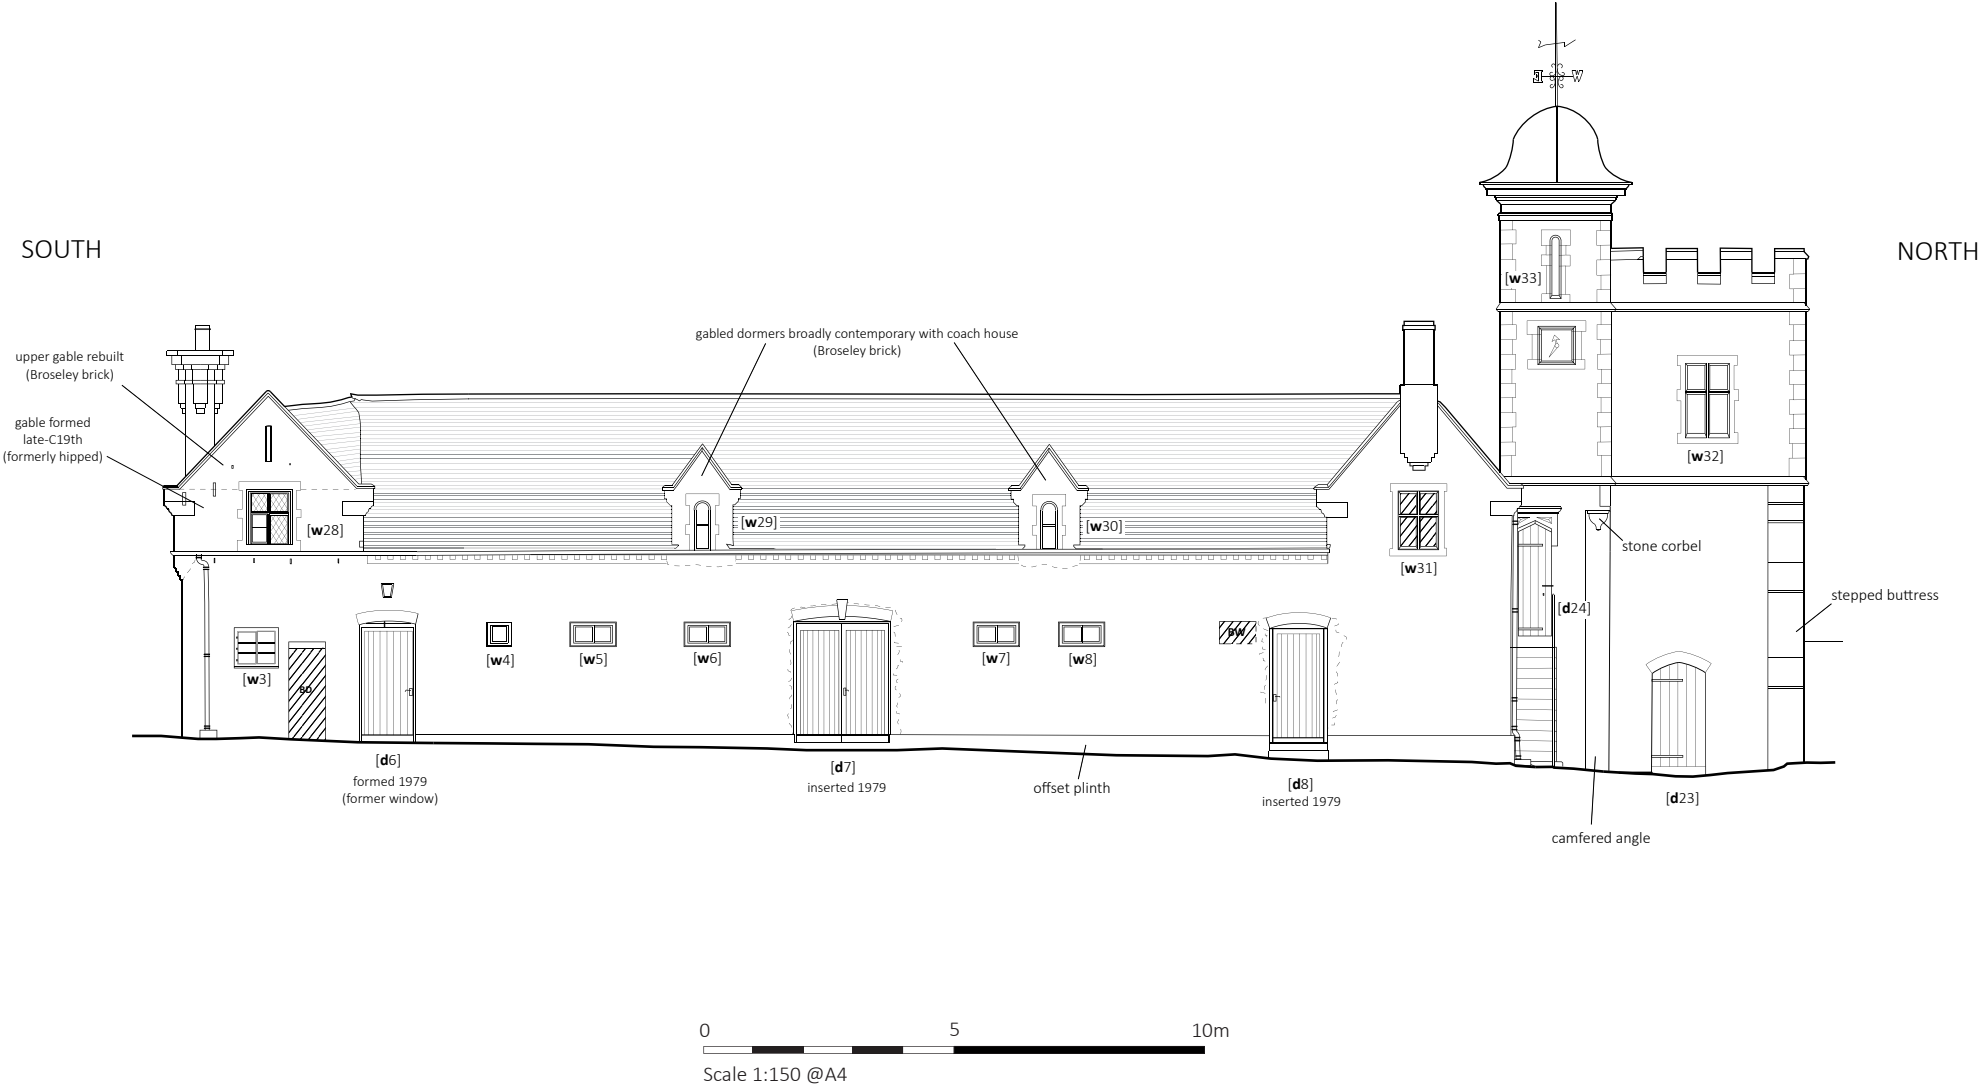 E W
SOUTH
NORTH
[w33]
gabled dormers broadly contemporary with coach house
(Broseley brick)
upper gable rebuilt
(Broseley brick)
gable formed
late-C19th
(formerly hipped)
[w32]
[w28]
[w29]
[w30]
[w31]
stone corbel
stepped buttress
[d24]
[w3]
BD
[w4]
[w5]
[w6]
[w7]
[w8]
BW
[d6]
formed 1979
(former window)
[d7]
inserted 1979
offset plinth
[d8]
inserted 1979
[d23]
camfered angle
0 5 10m
Scale 1:150 @A4